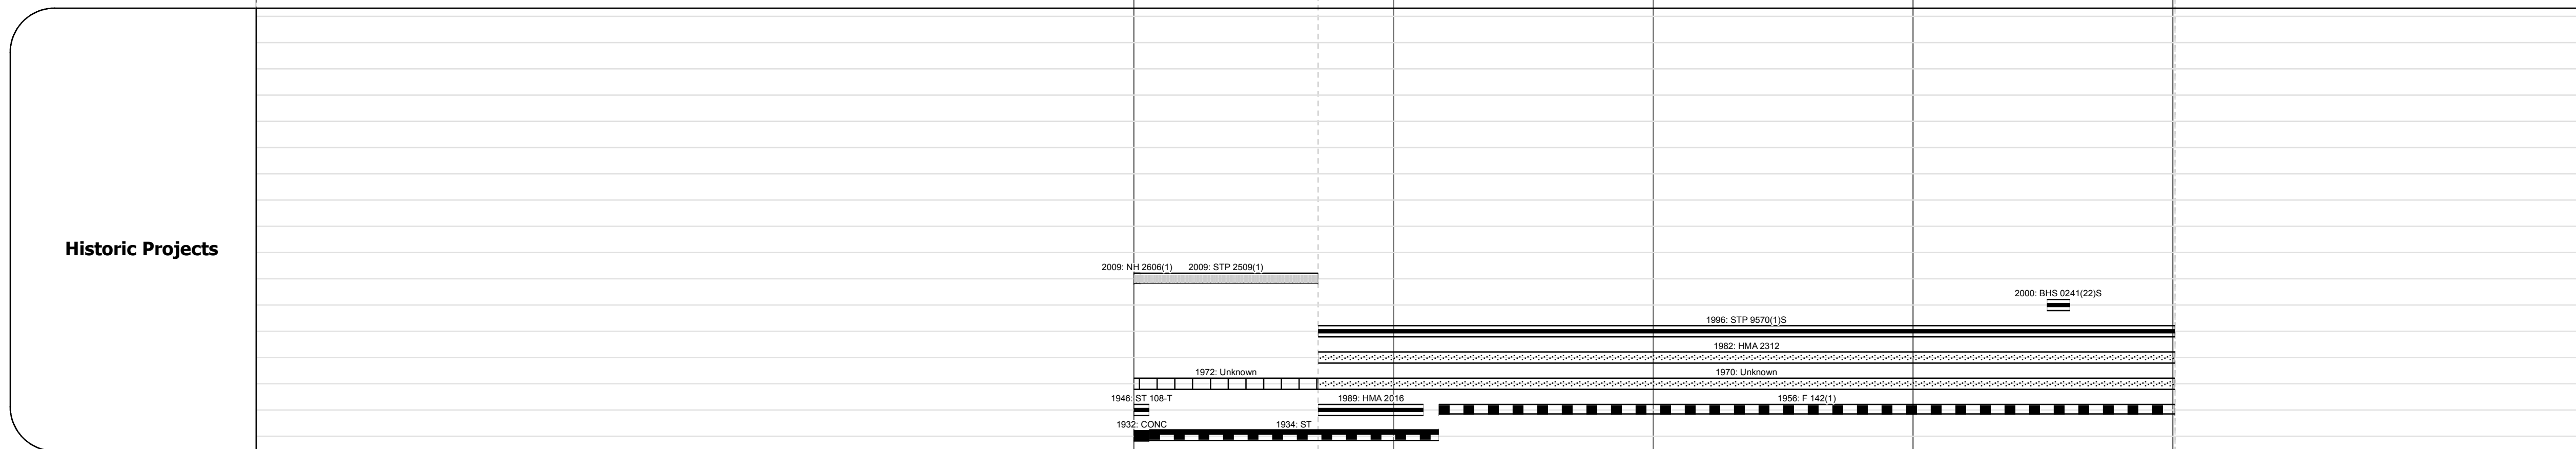 Historic Projects
2009: NH 2606(1) 2009: STP 2509(1)
2000: BHS 0241(22)S
1996: STP 9570(1)S
1982: HMA 2312
1972: Unknown 1970: Unknown
1946: ST 108-T 1989: HMA 2016 1956: F 142(1)
1932: CONC 1934: ST